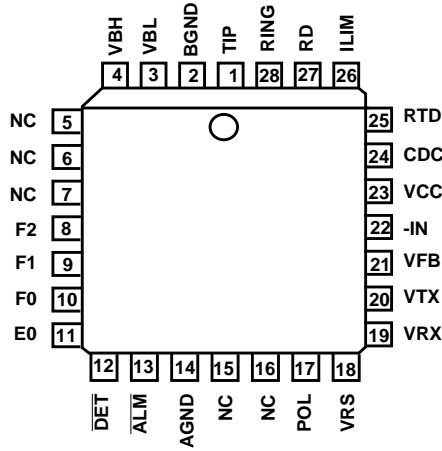 VBH VBL BGND TIP RING RD ILIM
4 3 2 1 28 27 26
NC 5 25 RTD
NC 6 24 CDC
NC 7 23 VCC
F2 8 22 -IN
F1 9 21 VFB
F0 10 20 VTX
E0 11 19 VRX
12 13 14 15 16 17 18
DET ALM AGND NC NC POL VRS